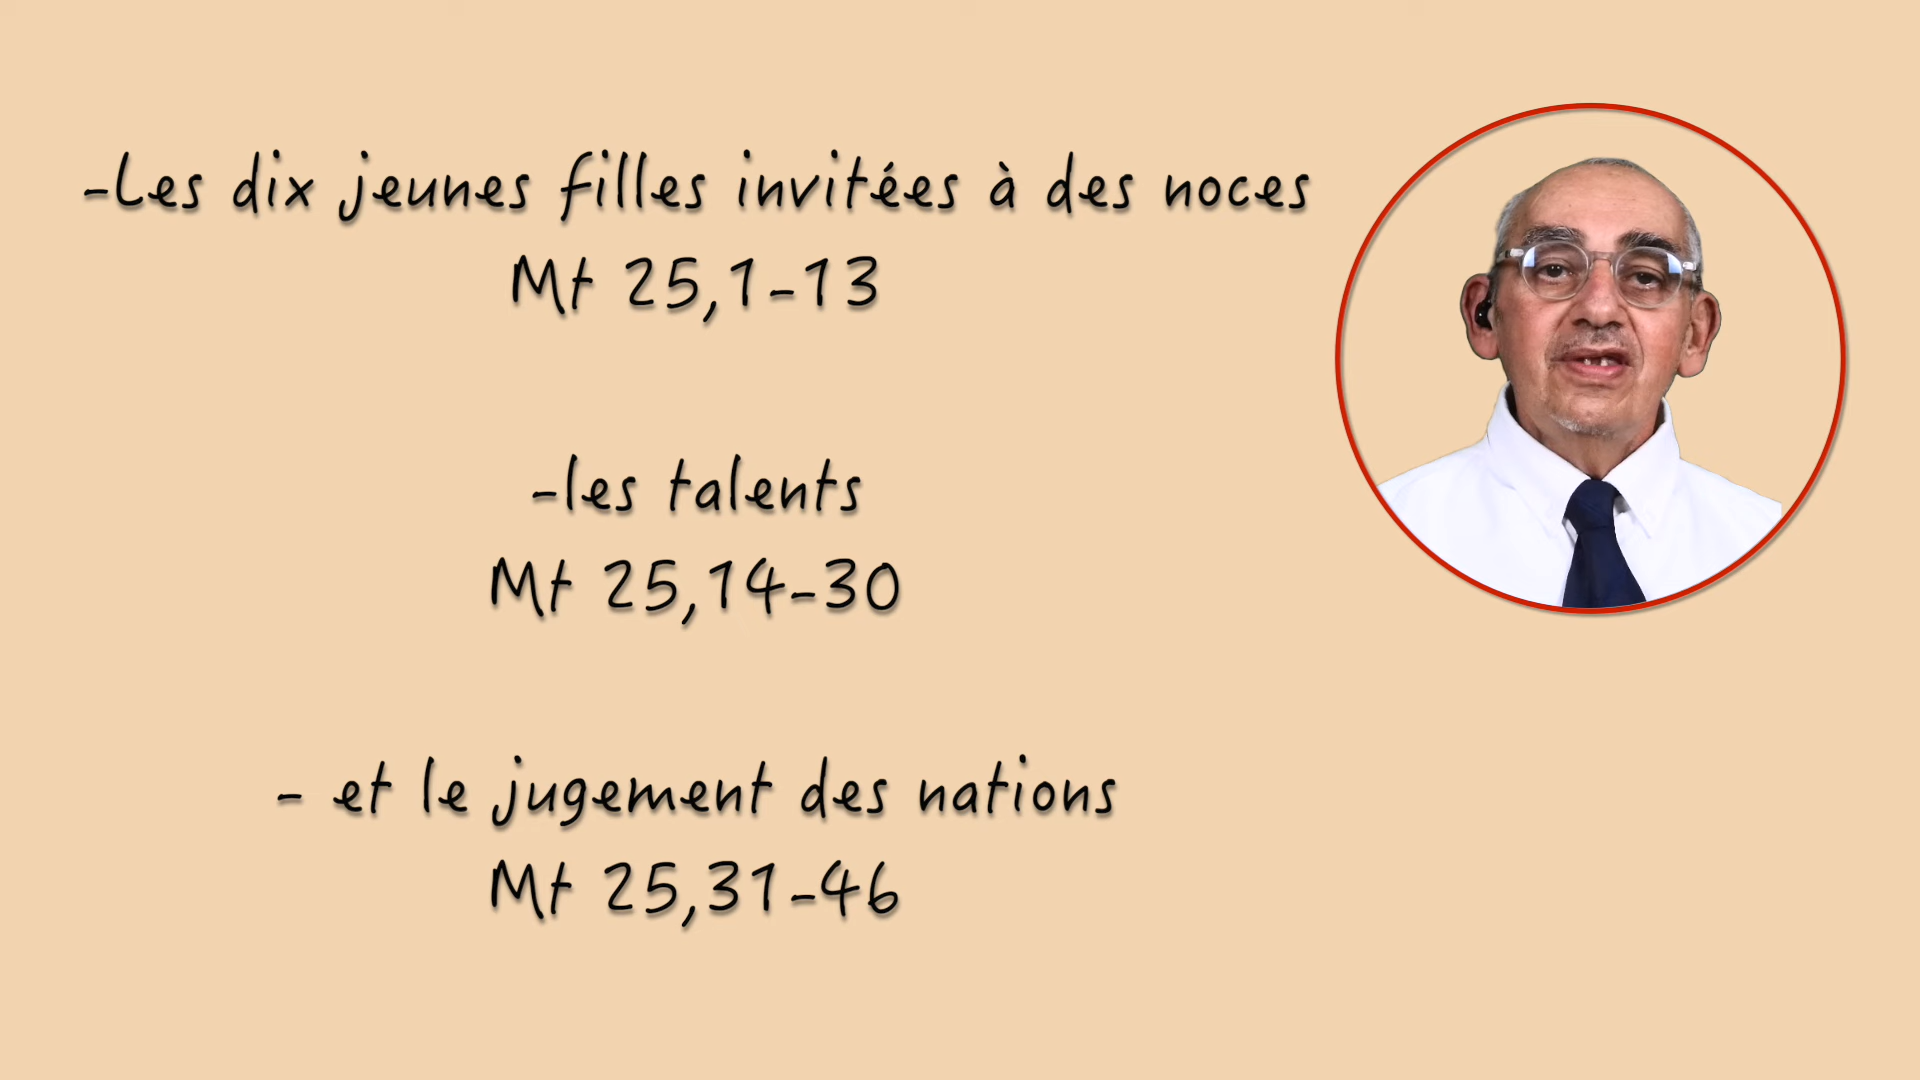 -Les dix jeunes filles invitées à des noces
Mt 25,1-13
-les talents
Mt 25,14-30
- et le jugement des nations
Mt 25,31-46